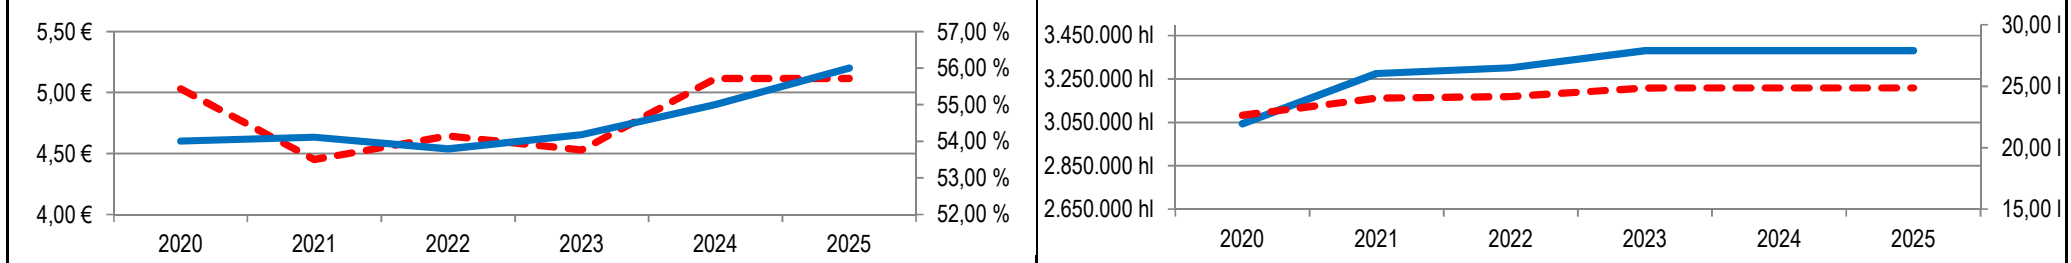 5,50 €
5,00 €
4,50 €
4,00 €
57,00 %
56,00 %
55,00 %
54,00 %
53,00 %
52,00 %
2020 2021 2022 2023 2024 2025
3.450.000 hl
3.250.000 hl
3.050.000 hl
2.850.000 hl
2.650.000 hl
30,00 l
25,00 l
20,00 l
15,00 l
2020 2021 2022 2023 2024 2025